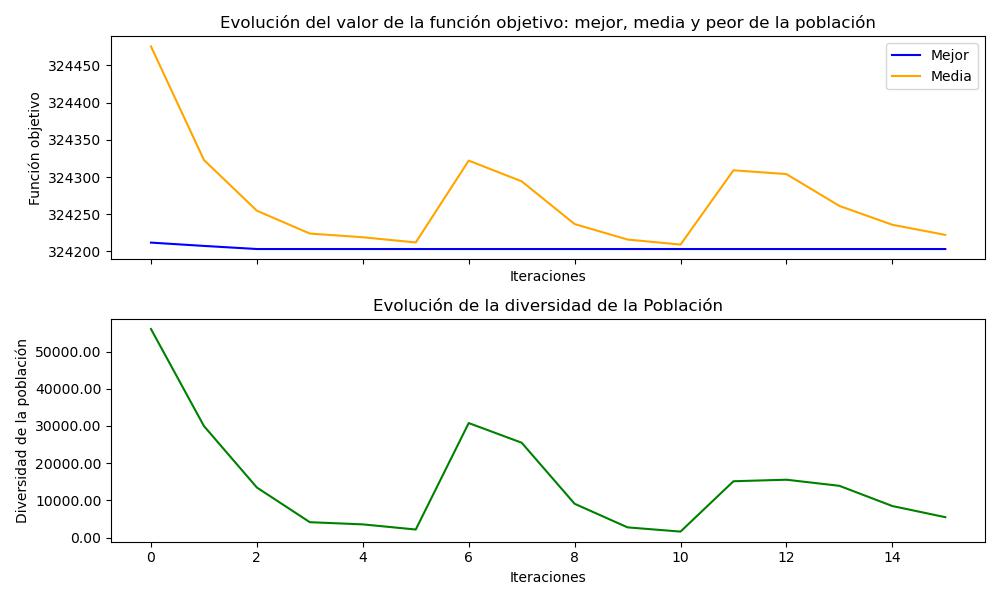 Evolución del valor de la función objetivo: mejor, media y peor de la población
Función objetivo
324450
324400
324350
324300
324250
324200
Mejor
Media
Iteraciones
Evolución de la diversidad de la Población
Diversidad de la población
50000.00
40000.00
30000.00
20000.00
10000.00
0.00
0 2 4 6 8 10 12 14
Iteraciones